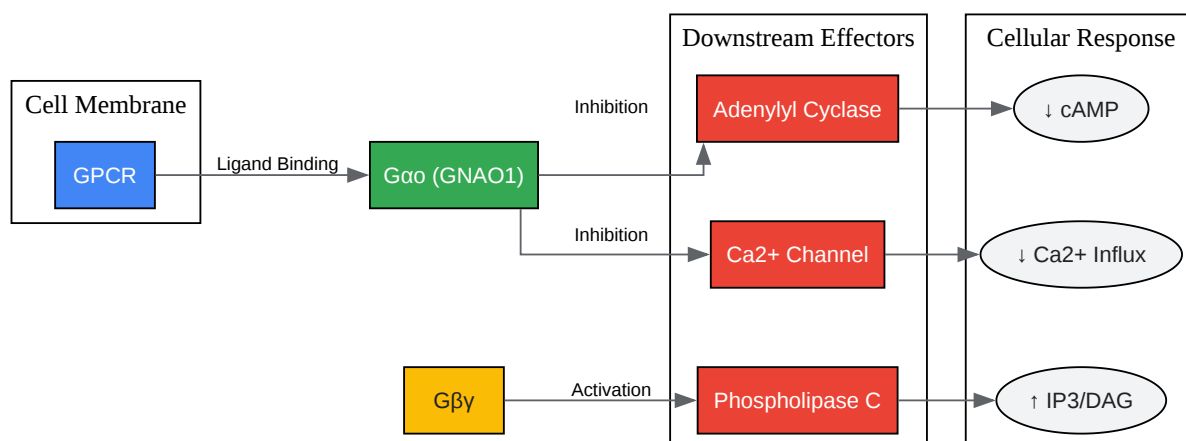 Downstream Effectors
Cellular Response
Cell Membrane
Inhibition
Adenylyl Cyclase
↓ cAMP
GPCR
Ligand Binding
Gαo (GNAO1)
Inhibition
Ca2+ Channel
↓ Ca2+ Influx
Gβγ
Activation
Phospholipase C
↑ IP3/DAG